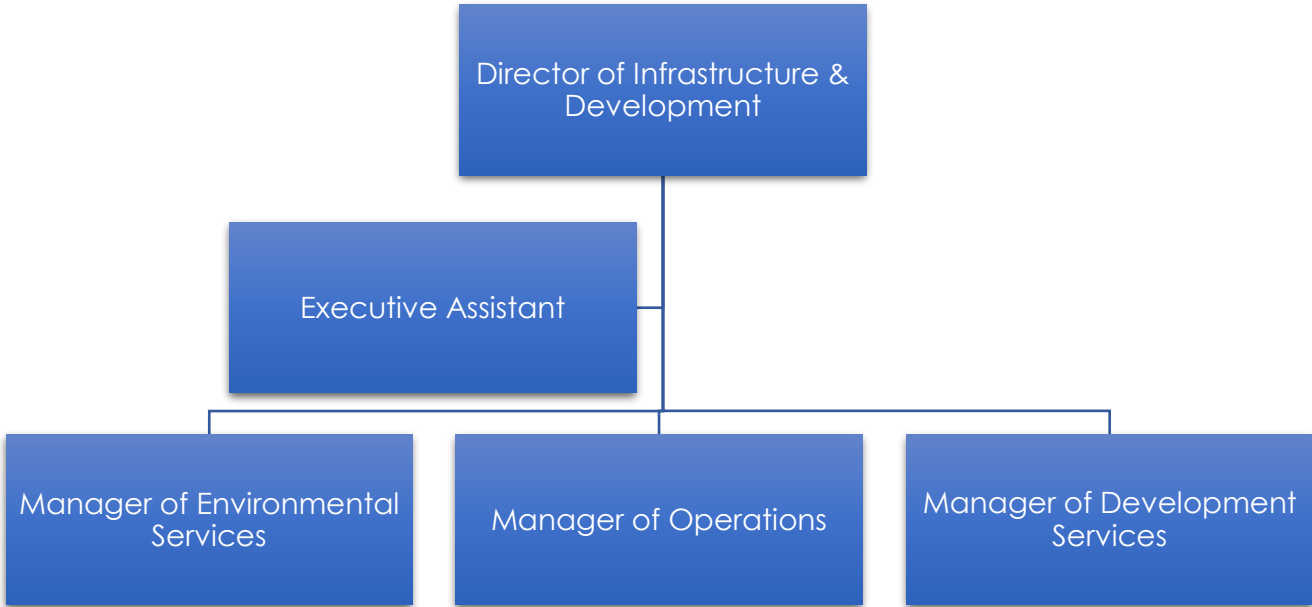 Director of Infrastructure &
Development
Executive Assistant
Manager of Environmental
Services
Manager of Operations
Manager of Development
Services